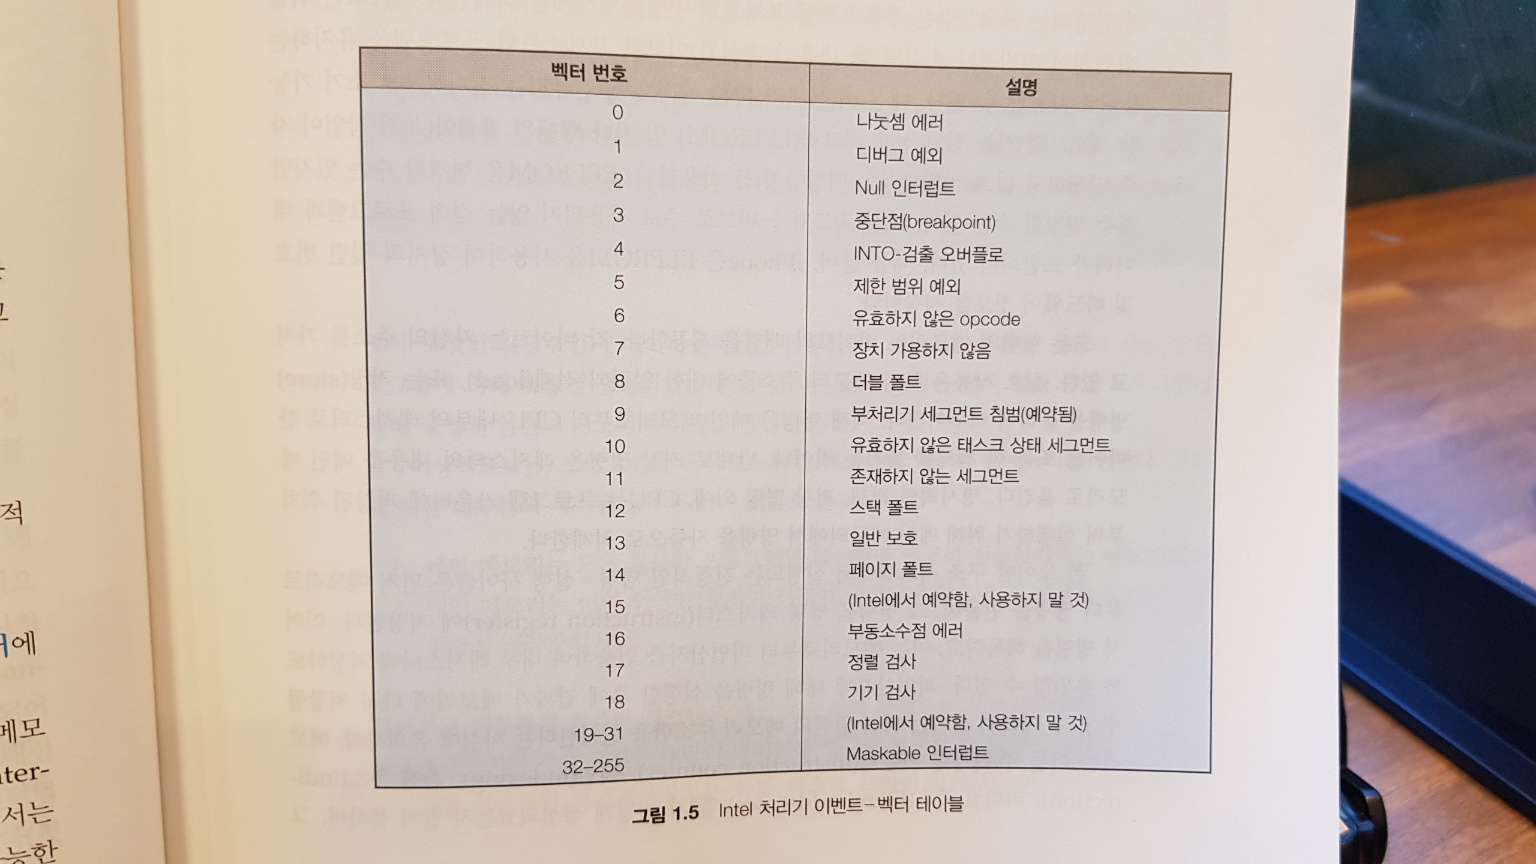 벡터 번호 설명
0 나눗셈 에러
1 디버그 예외
2 Null 인터럽트
3 중단점(breakpoint)
4 INTO-검출 오버플로
5 제한 범위 예외
6 유효하지 않은 opcode
7 장치 가용하지 않음
8 더블 폴트
9 부처리기 세그먼트 침범(예약됨)
10 유효하지 않은 태스크 상태 세그먼트
11 존재하지 않는 세그먼트
12 스택 폴트
13 일반 보호
14 페이지 폴트
15 (Intel에서 예약함, 사용하지 말 것)
16 부동소수점 에러
17 정렬 검사
18 기기 검사
19–31 (Intel에서 예약함, 사용하지 말 것)
32–255 Maskable 인터럽트
그림 1.5 Intel 처리기 이벤트-벡터 테이블
적
에
메모
nter-
서는
능한